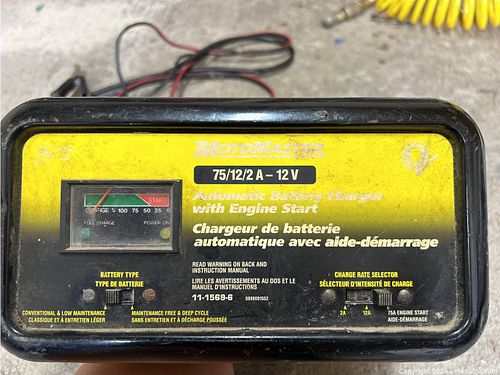 MOTOMASTER
75/12/2 A – 12 V
Automatic Battery Charger
with Engine Start
Chargeur de batterie
automatique avec aide-démarrage
START
CHARGE % 100 75 50 25 0
FULL CHARGE POWER ON
READ WARNING ON BACK AND
INSTRUCTION MANUAL
LIRE LES AVERTISSEMENTS AU DOS ET LE
MANUEL D'INSTRUCTIONS
11-1569-6 0899001552
BATTERY TYPE
TYPE DE BATTERIE
CONVENTIONAL & LOW MAINTENANCE
CLASSIQUE ET À ENTRETIEN LÉGER
MAINTENANCE FREE & DEEP CYCLE
SANS ENTRETIEN ET À DÉCHARGE POUSSÉE
CHARGE RATE SELECTOR
SÉLECTEUR D'INTENSITÉ DE CHARGE
2A 12A 75A ENGINE START
AIDE-DÉMARRAGE